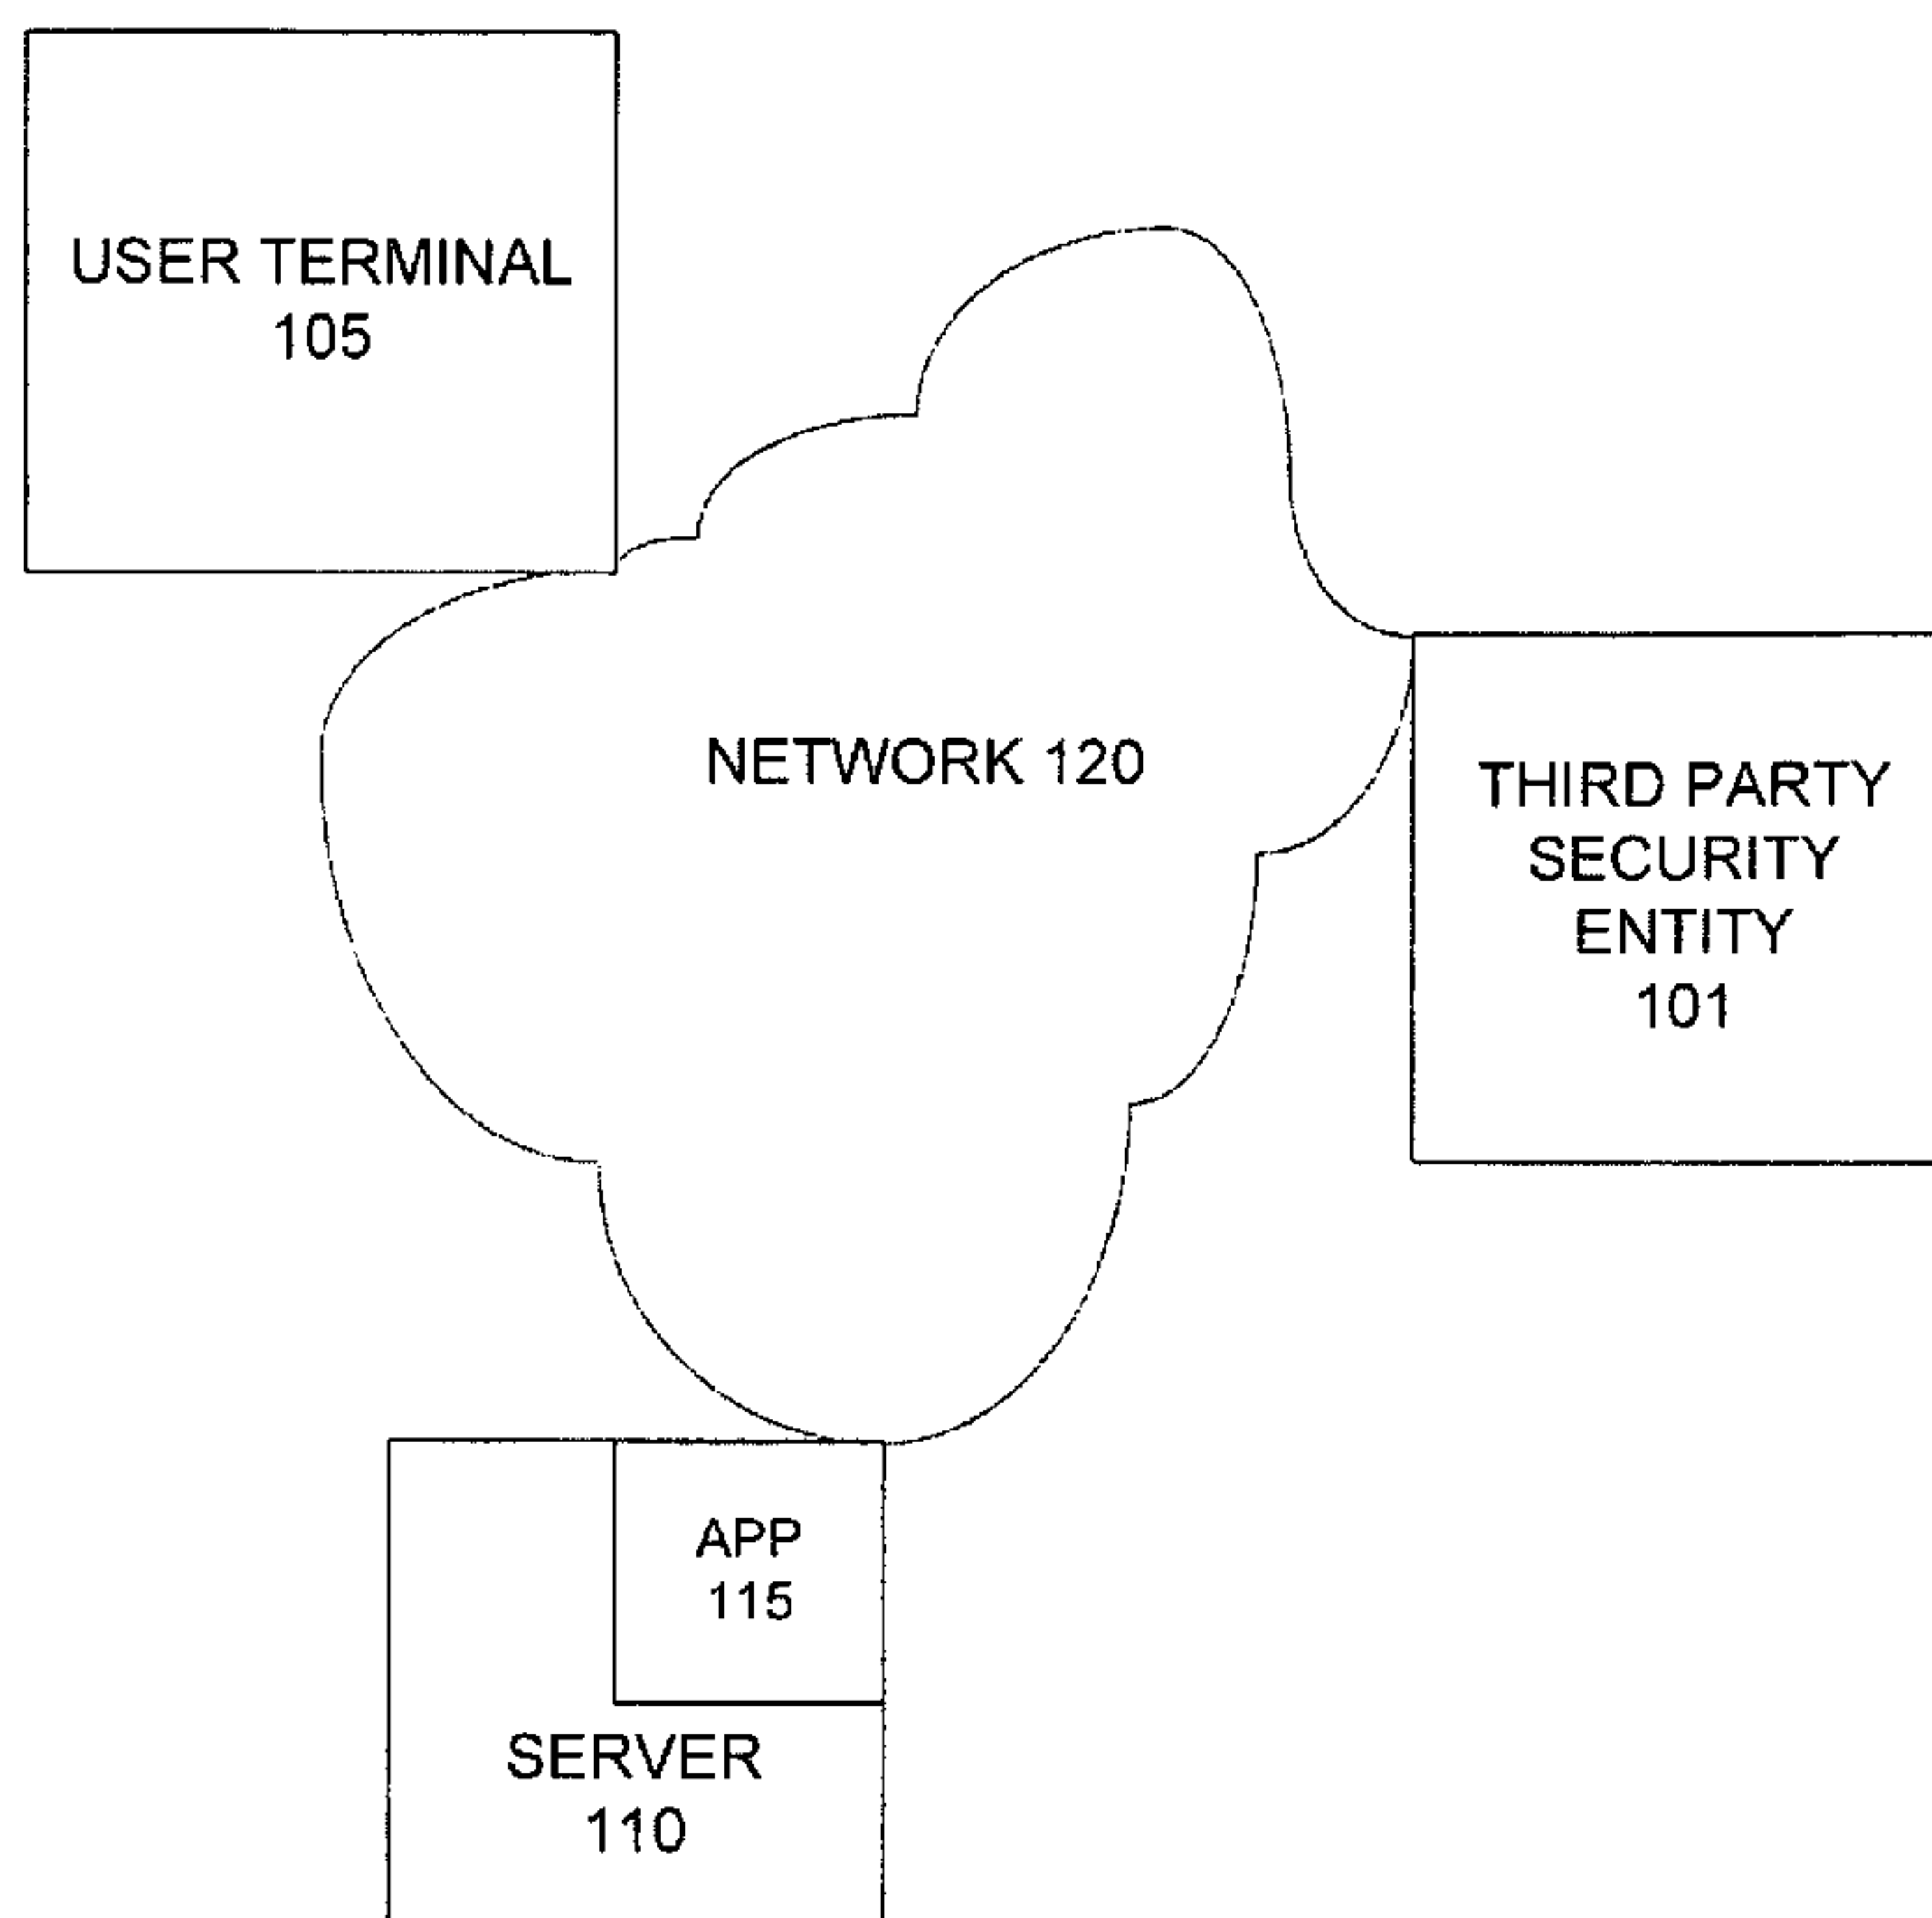 USER TERMINAL
105
NETWORK 120
THIRD PARTY
SECURITY
ENTITY
101
APP
115
SERVER
110